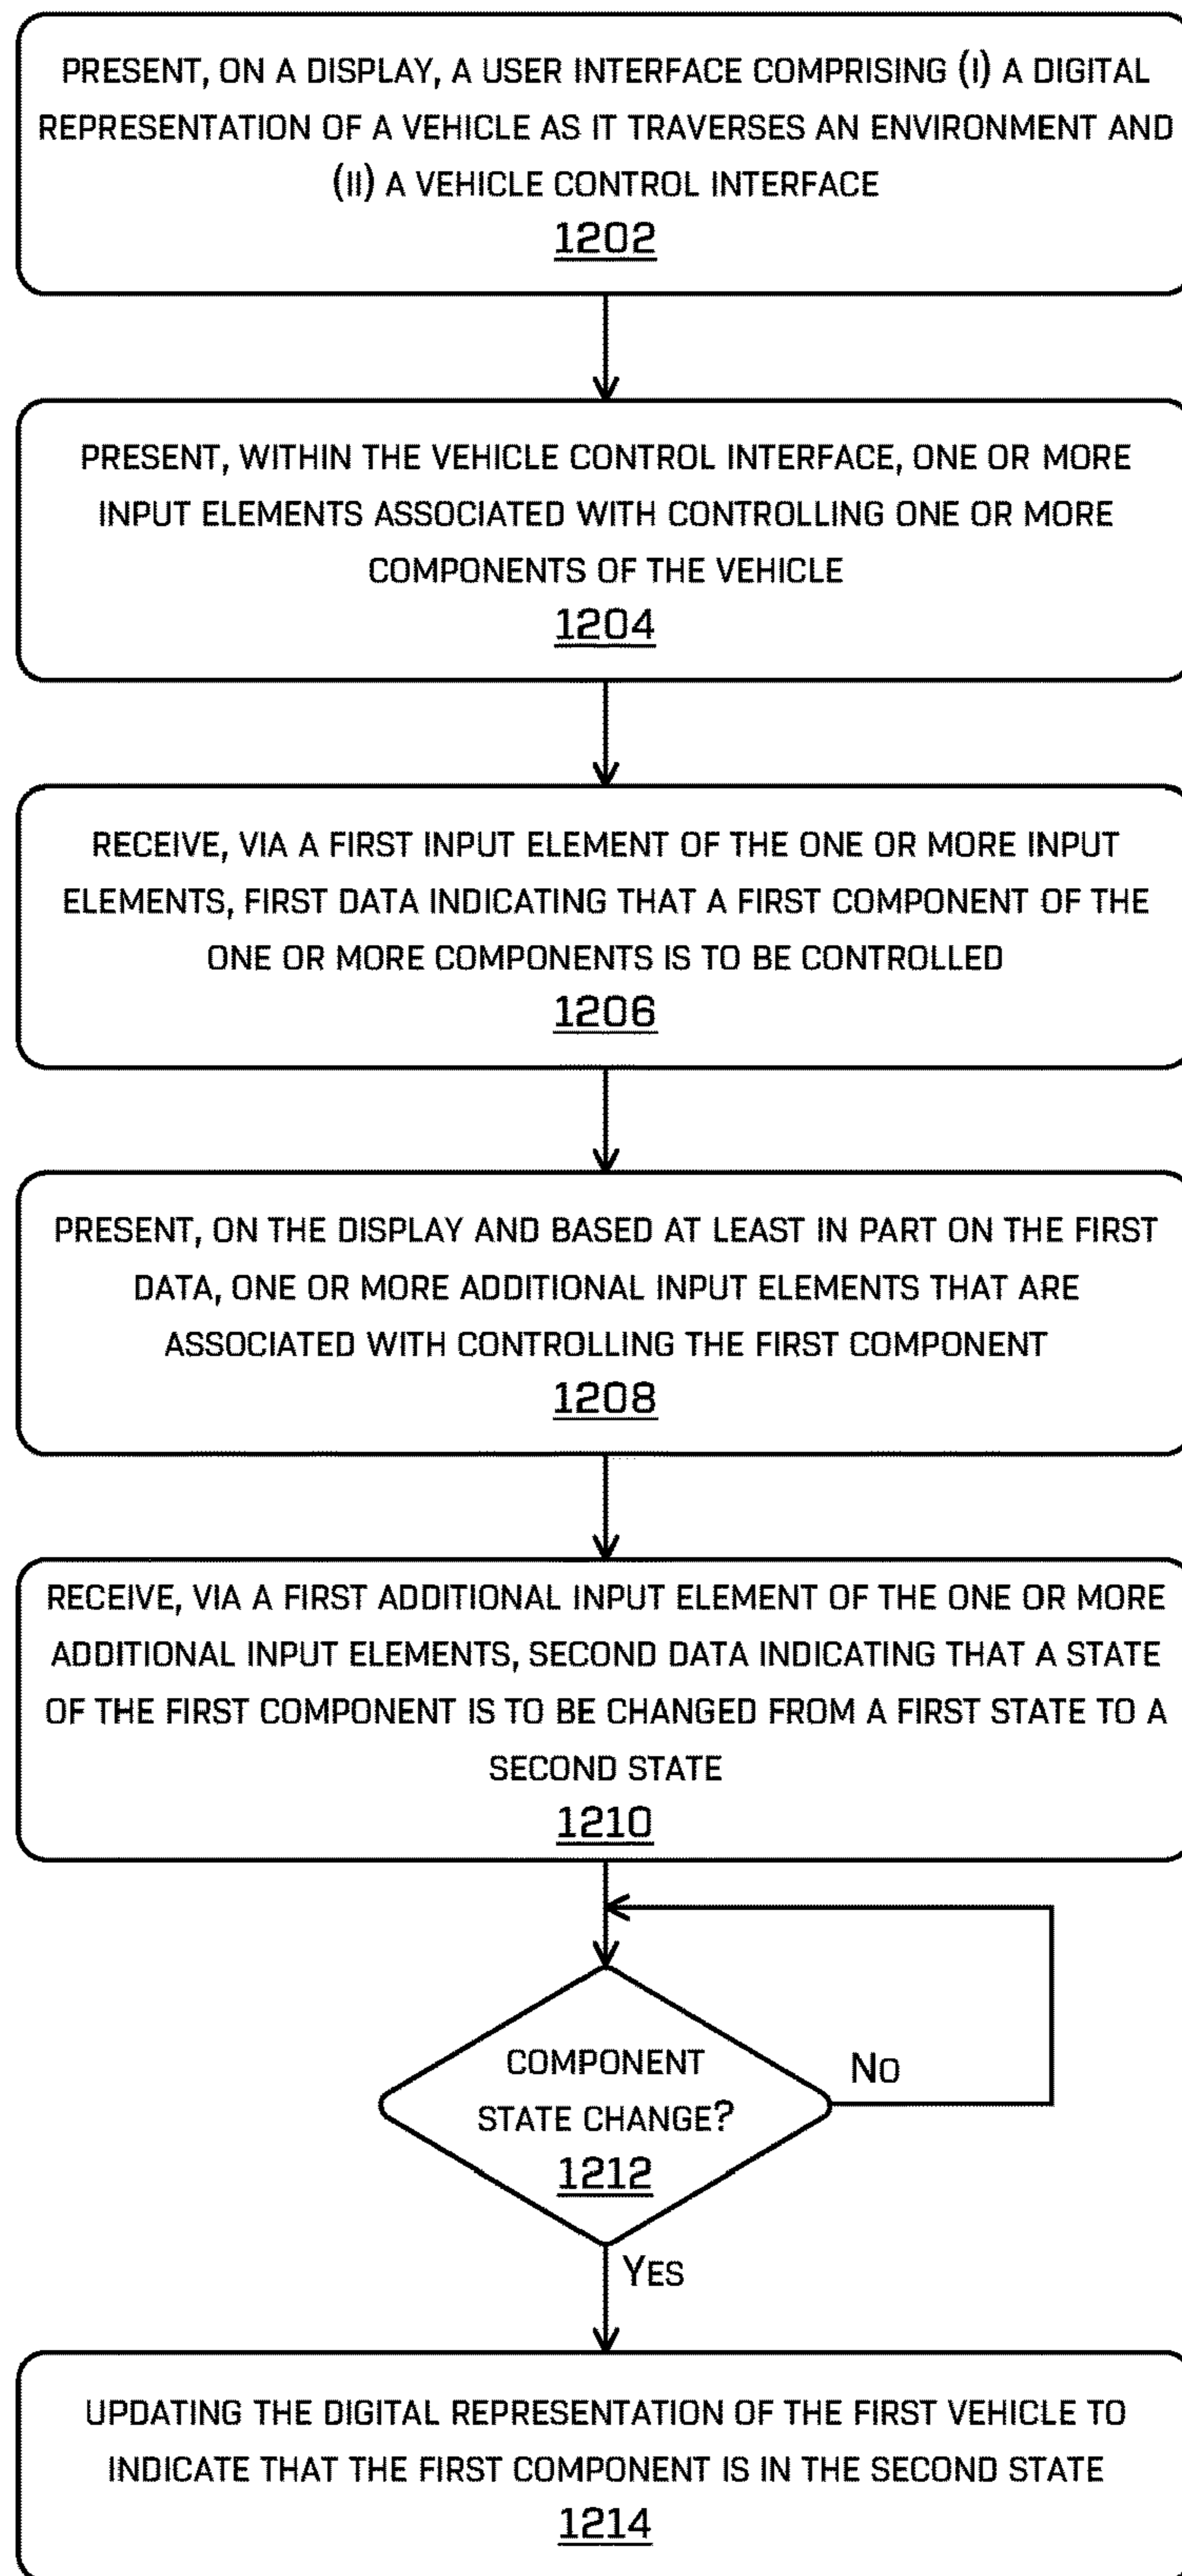 PRESENT, ON A DISPLAY, A USER INTERFACE COMPRISING (I) A DIGITAL
REPRESENTATION OF A VEHICLE AS IT TRAVERSES AN ENVIRONMENT AND
(II) A VEHICLE CONTROL INTERFACE
1202
PRESENT, WITHIN THE VEHICLE CONTROL INTERFACE, ONE OR MORE
INPUT ELEMENTS ASSOCIATED WITH CONTROLLING ONE OR MORE
COMPONENTS OF THE VEHICLE
1204
RECEIVE, VIA A FIRST INPUT ELEMENT OF THE ONE OR MORE INPUT
ELEMENTS, FIRST DATA INDICATING THAT A FIRST COMPONENT OF THE
ONE OR MORE COMPONENTS IS TO BE CONTROLLED
1206
PRESENT, ON THE DISPLAY AND BASED AT LEAST IN PART ON THE FIRST
DATA, ONE OR MORE ADDITIONAL INPUT ELEMENTS THAT ARE
ASSOCIATED WITH CONTROLLING THE FIRST COMPONENT
1208
RECEIVE, VIA A FIRST ADDITIONAL INPUT ELEMENT OF THE ONE OR MORE
ADDITIONAL INPUT ELEMENTS, SECOND DATA INDICATING THAT A STATE
OF THE FIRST COMPONENT IS TO BE CHANGED FROM A FIRST STATE TO A
SECOND STATE
1210
COMPONENT
STATE CHANGE?
1212
NO
YES
UPDATING THE DIGITAL REPRESENTATION OF THE FIRST VEHICLE TO
INDICATE THAT THE FIRST COMPONENT IS IN THE SECOND STATE
1214